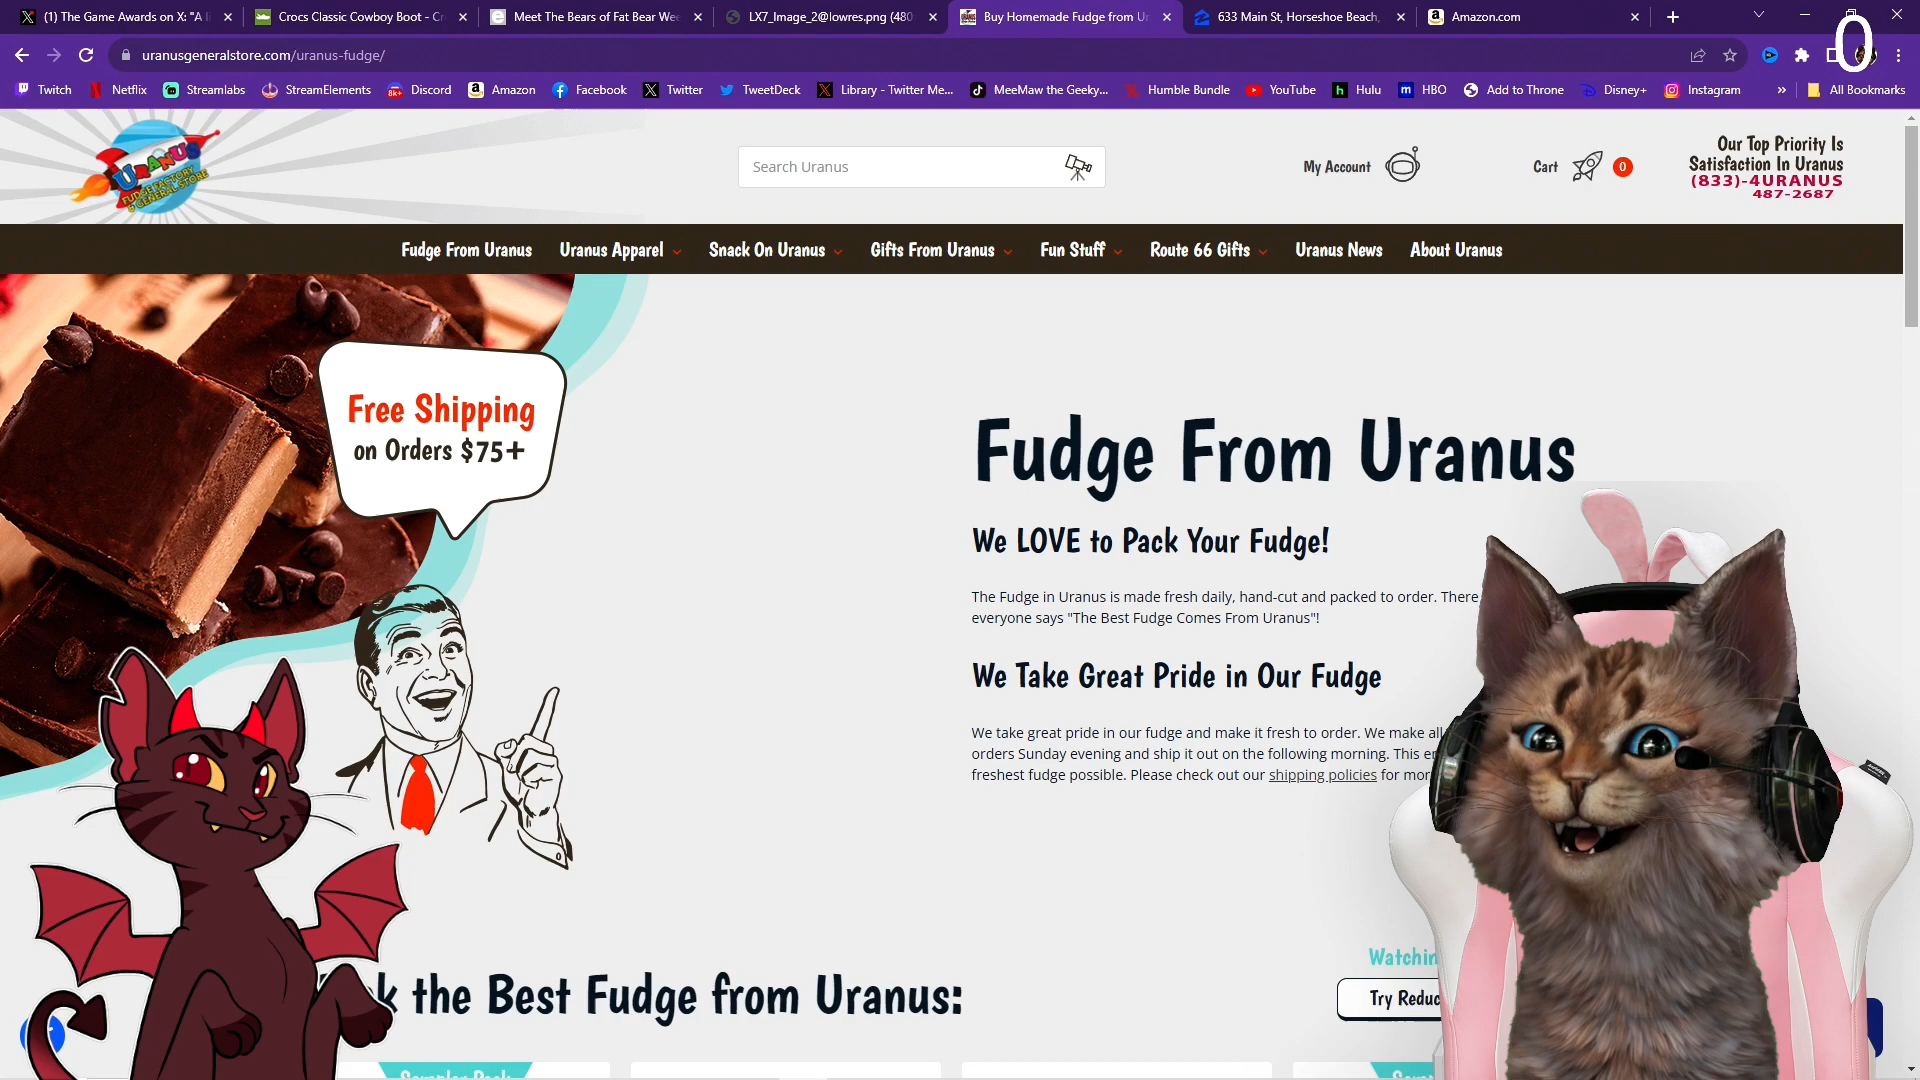 (1) The Game Awards on X: "A li
Crocs Classic Cowboy Boot - Cr
Meet The Bears of Fat Bear Wee
LX7_Image_2@lowres.png (480
Buy Homemade Fudge from Ur
633 Main St, Horseshoe Beach,
Amazon.com
0
uranusgeneralstore.com/uranus-fudge/
Twitch
Netflix
Streamlabs
StreamElements
Discord
Amazon
Facebook
Twitter
TweetDeck
Library - Twitter Me...
MeeMaw the Geeky...
Humble Bundle
YouTube
Hulu
HBO
Add to Throne
Disney+
Instagram
»
All Bookmarks
URANUS
FUDGE FACTORY
& GENERAL STORE
Search Uranus
My Account
Cart
0
Our Top Priority Is
Satisfaction In Uranus
(833)-4URANUS
487-2687
Fudge From Uranus
Uranus Apparel
Snack On Uranus
Gifts From Uranus
Fun Stuff
Route 66 Gifts
Uranus News
About Uranus
Free Shipping
on Orders $75+
Fudge From Uranus
We LOVE to Pack Your Fudge!
The Fudge in Uranus is made fresh daily, hand-cut and packed to order. There
everyone says "The Best Fudge Comes From Uranus"!
We Take Great Pride in Our Fudge
We take great pride in our fudge and make it fresh to order. We make all
orders Sunday evening and ship it out on the following morning. This en
freshest fudge possible. Please check out our shipping policies for mor
k the Best Fudge from Uranus:
Watchin
Try Reduc
Sampler Pack